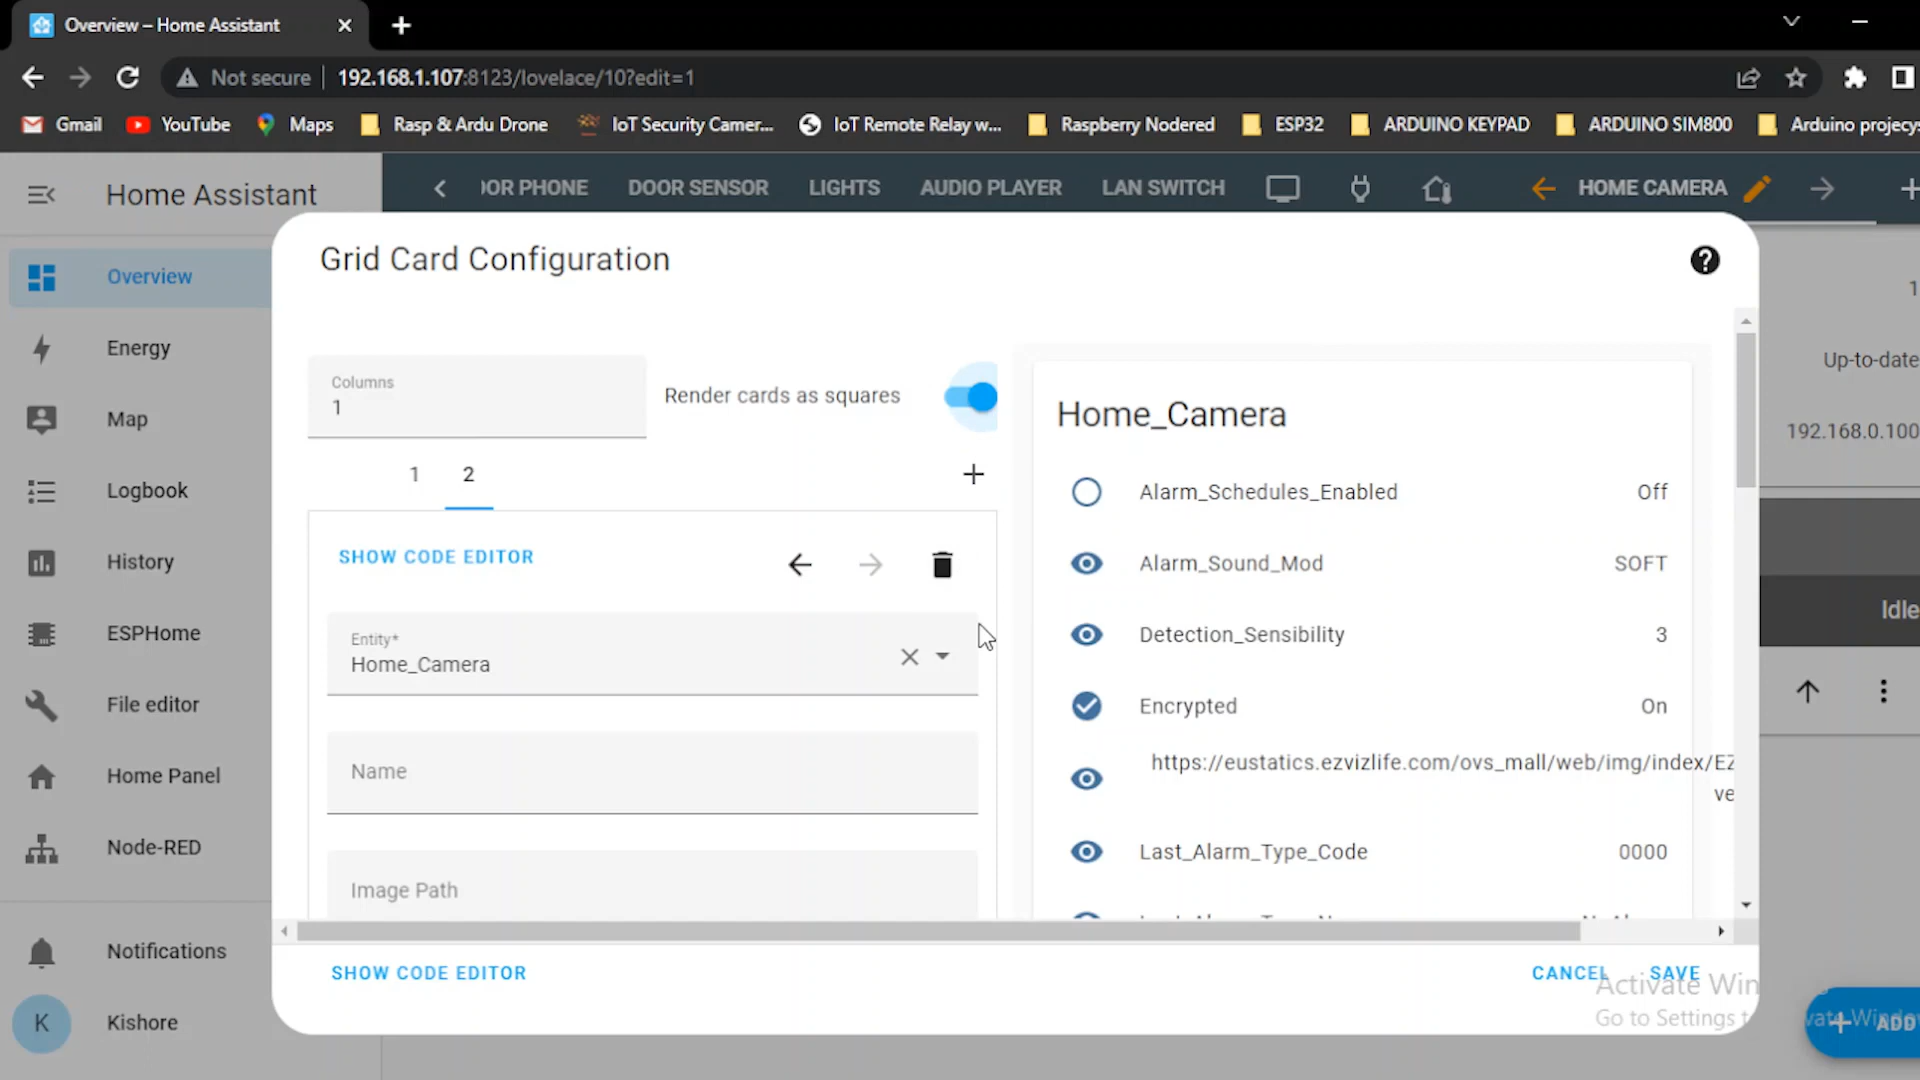 Overview – Home Assistant
Not secure 192.168.1.107:8123/lovelace/10?edit=1
Gmail YouTube Maps Rasp & Ardu Drone IoT Security Camer... IoT Remote Relay w... Raspberry Nodered ESP32 ARDUINO KEYPAD ARDUINO SIM800 Arduino projecys
Home Assistant
OOR PHONE DOOR SENSOR LIGHTS AUDIO PLAYER LAN SWITCH HOME CAMERA
Grid Card Configuration
Overview
Energy
Map
Logbook
History
ESPHome
File editor
Home Panel
Node-RED
Notifications
K Kishore
Columns
1
Render cards as squares
1 2
SHOW CODE EDITOR
Entity*
Home_Camera
Name
Image Path
Home_Camera
Alarm_Schedules_Enabled Off
Alarm_Sound_Mod SOFT
Detection_Sensibility 3
Encrypted On
https://eustatics.ezvizlife.com/ovs_mall/web/img/index/EZ
ve
Last_Alarm_Type_Code 0000
1
Up-to-date
192.168.0.100
Idle
SHOW CODE EDITOR
CANCEL SAVE
Activate Win
Go to Settings t
ADD